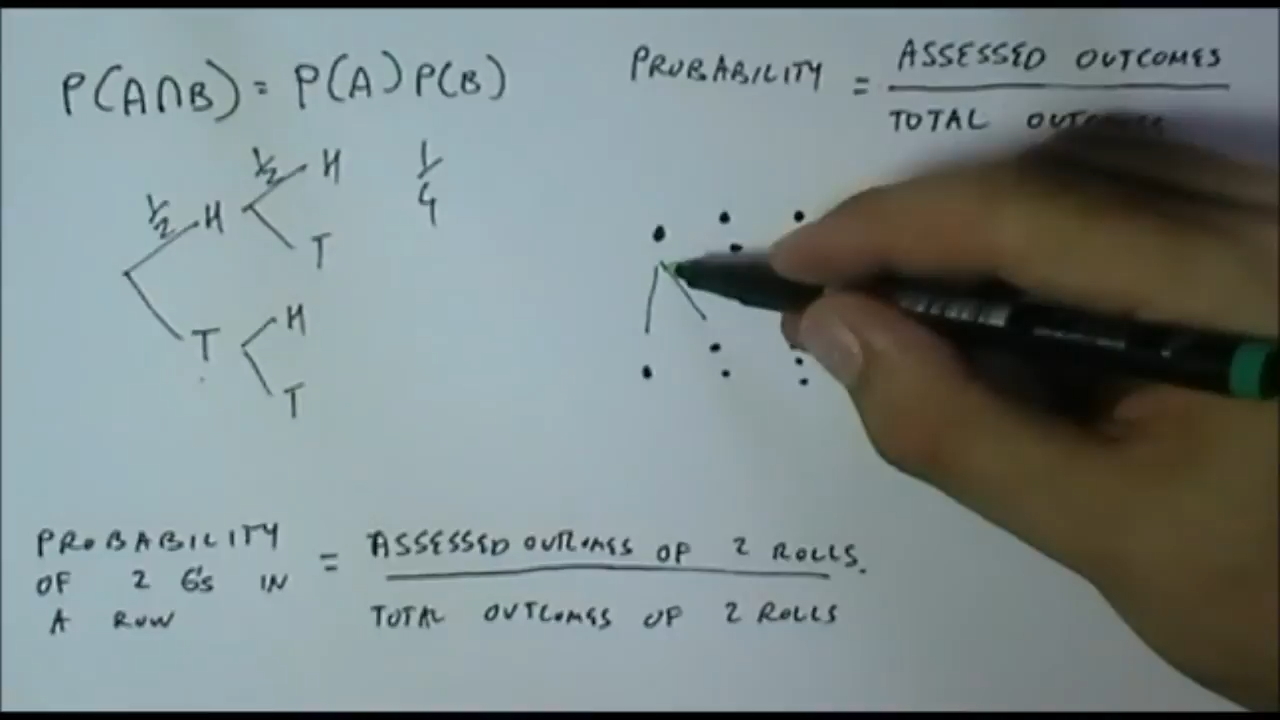 P(A∩B) = P(A)P(B)
PROBABILITY = ASSESSED OUTCOMES
TOTAL
1/2 H 1/2 H 1/4
T
T H
T
PROBABILITY OF 2 6's IN A ROW = ASSESSED OUTCOMES OF 2 ROLLS.
TOTAL OUTCOMES OF 2 ROLLS